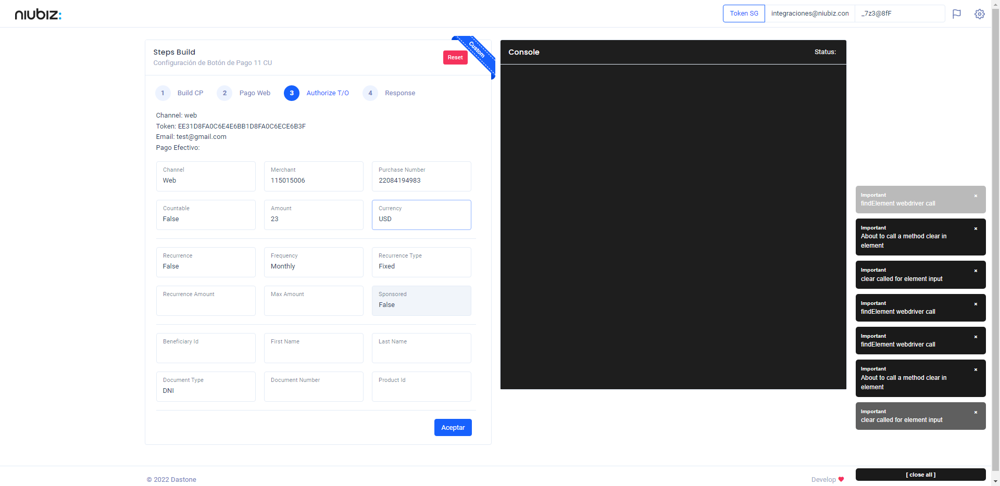 niubiz:
Token SG
integraciones@niubiz.con
_7z3@8fF
Steps Build
Configuración de Botón de Pago 11 CU
Reset
Custom
1 Build CP
2 Pago Web
3 Authorize T/O
4 Response
Channel: web
Token: EE31D8FA0C6E4E6BB1D8FA0C6ECE6B3F
Email: test@gmail.com
Pago Efectivo:
Channel
Web
Merchant
115015006
Purchase Number
22084194983
Countable
False
Amount
23
Currency
USD
Recurrence
False
Frequency
Monthly
Recurrence Type
Fixed
Recurrence Amount
Max Amount
Sponsored
False
Beneficiary Id
First Name
Last Name
Document Type
DNI
Document Number
Product Id
Aceptar
Console
Status:
Important
findElement webdriver call
Important
About to call a method clear in
element
Important
clear called for element input
Important
findElement webdriver call
Important
findElement webdriver call
Important
About to call a method clear in
element
Important
clear called for element input
© 2022 Dastone
Develop
[ close all ]